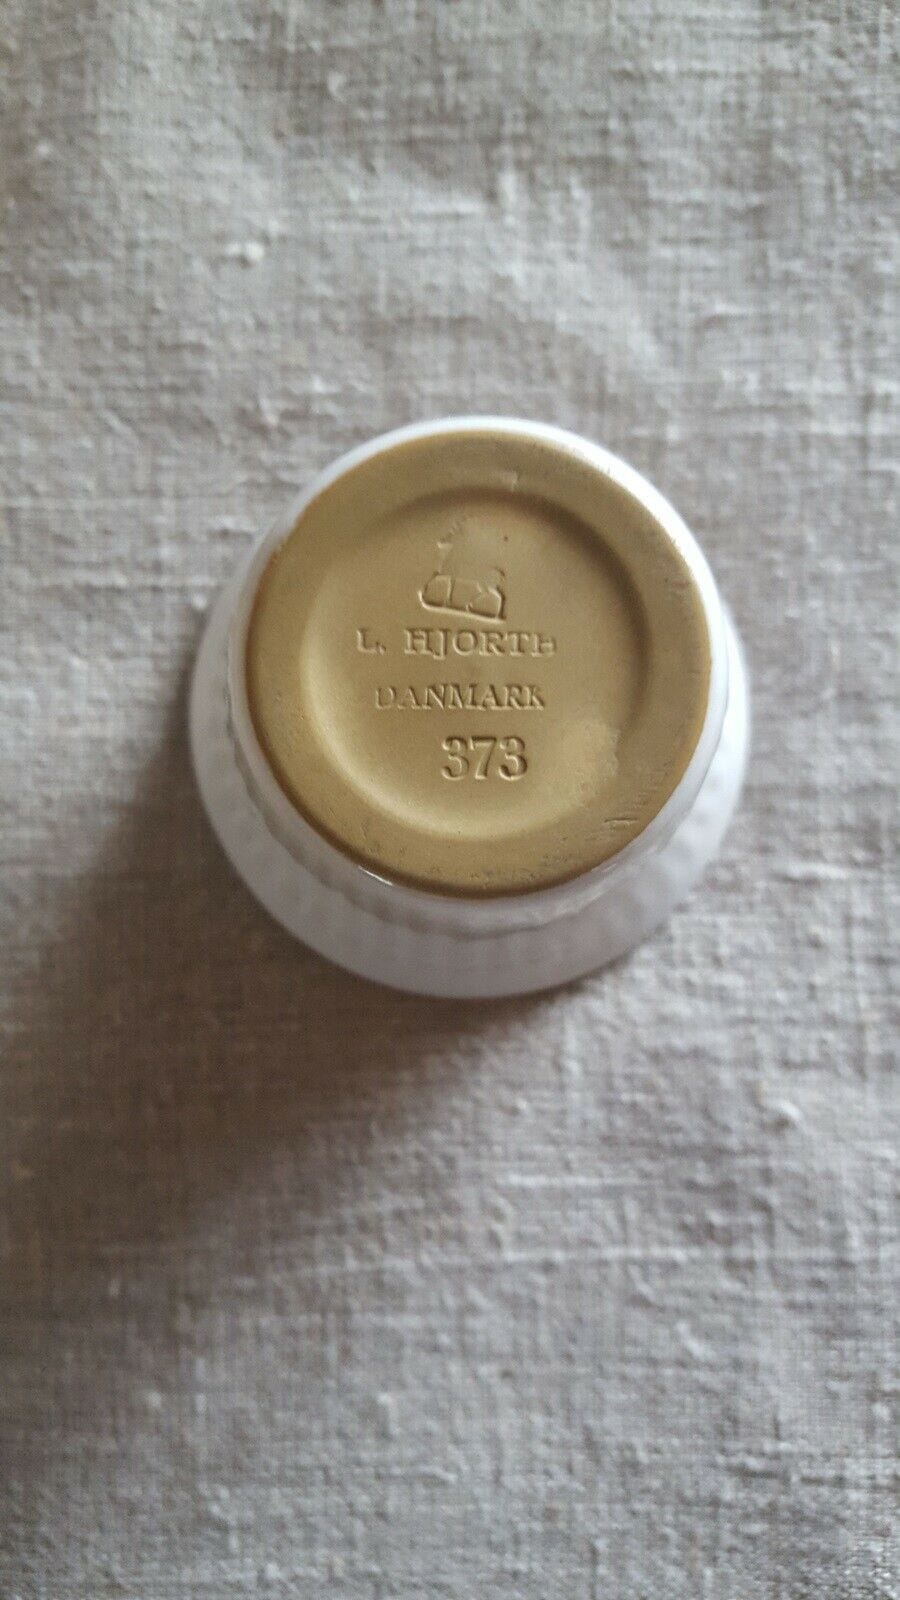 L. HJORTH
DANMARK
373